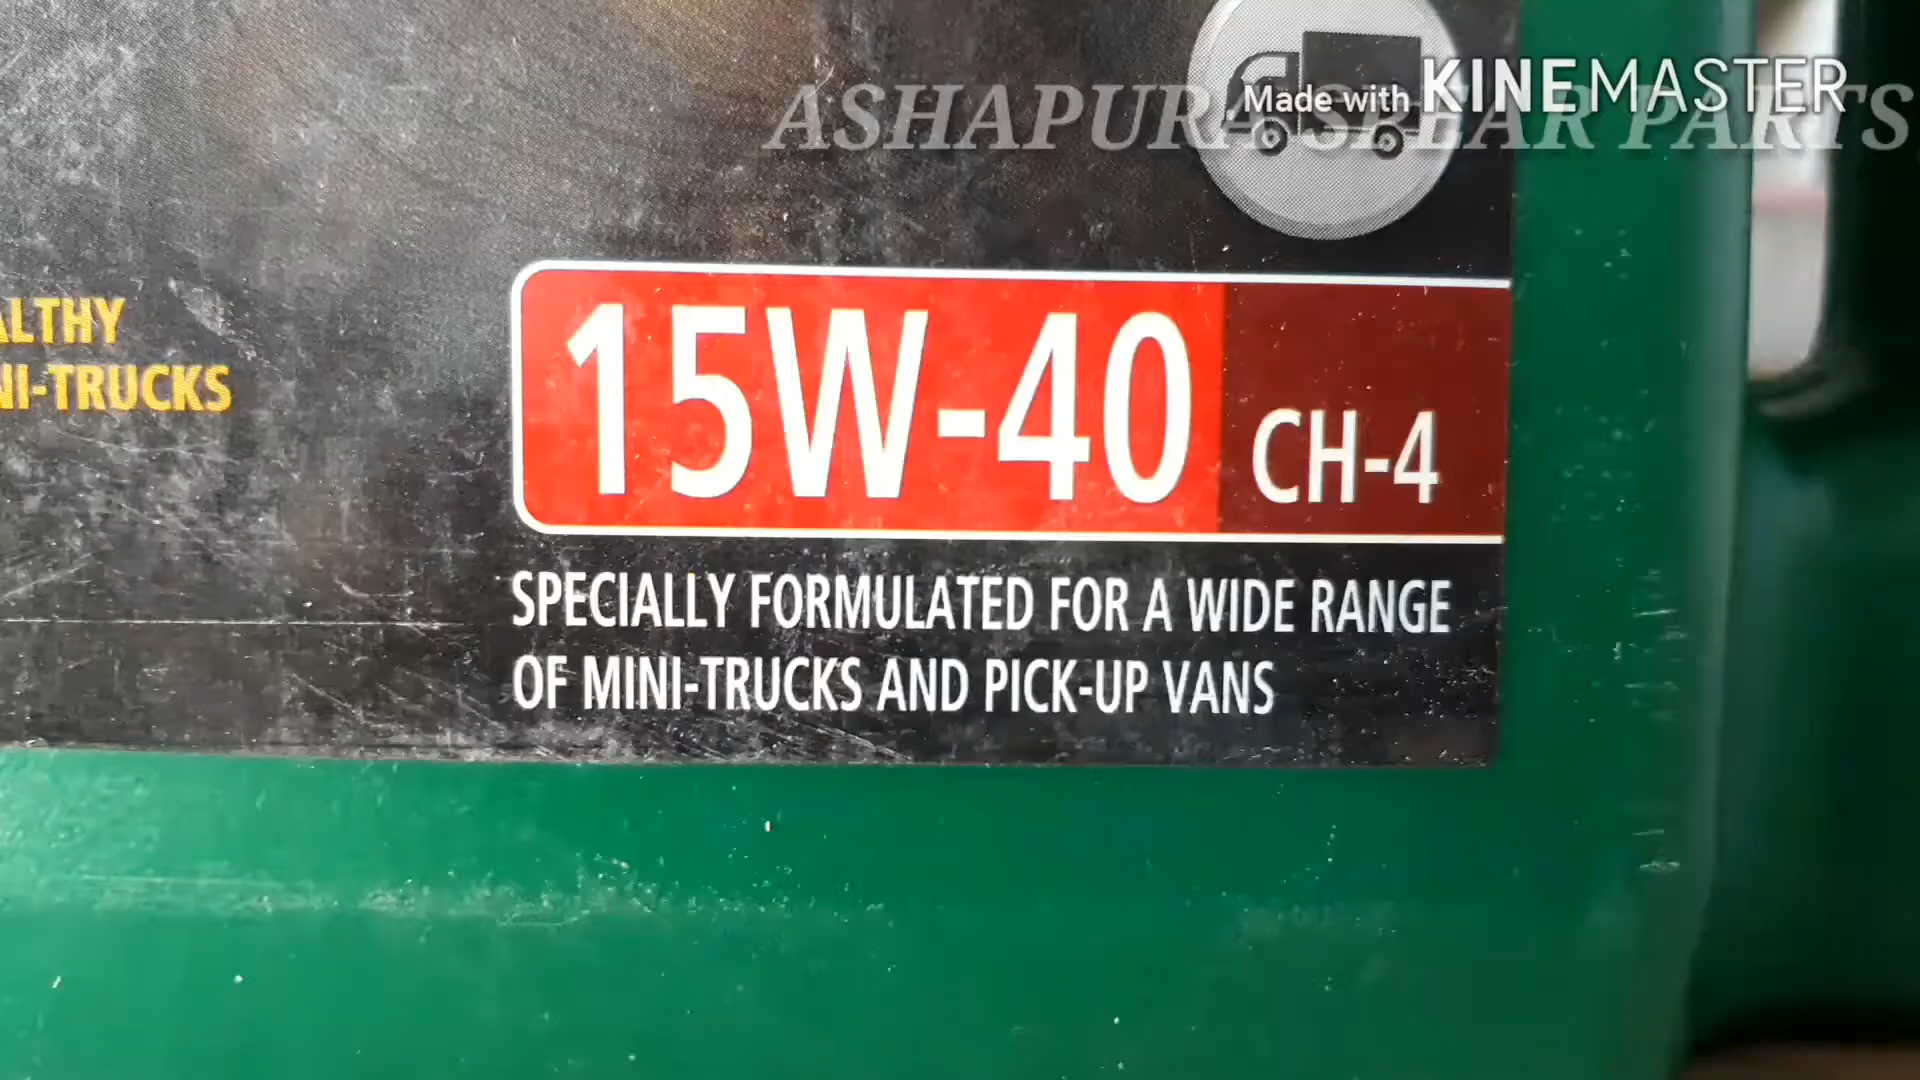 Made with KINEMASTER
ASHAPURA SPEAR PARTS
ALTHY
NI-TRUCKS
15W-40 CH-4
SPECIALLY FORMULATED FOR A WIDE RANGE
OF MINI-TRUCKS AND PICK-UP VANS